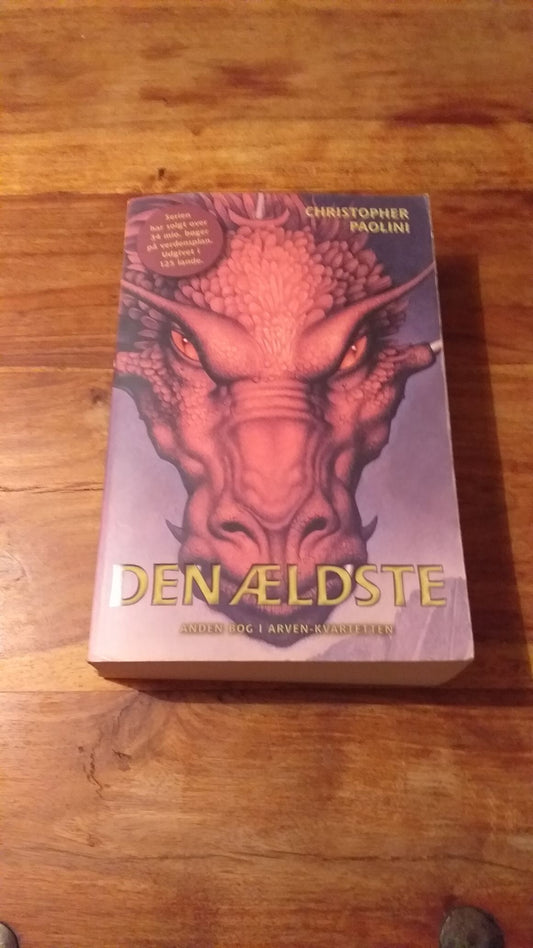 Serien
har solgt over
34 mio. bøger
på verdensplan.
Udgivet i
125 lande.
CHRISTOPHER
PAOLINI
DEN ÆLDSTE
ANDEN BOG I ARVEN-KVARTETTEN